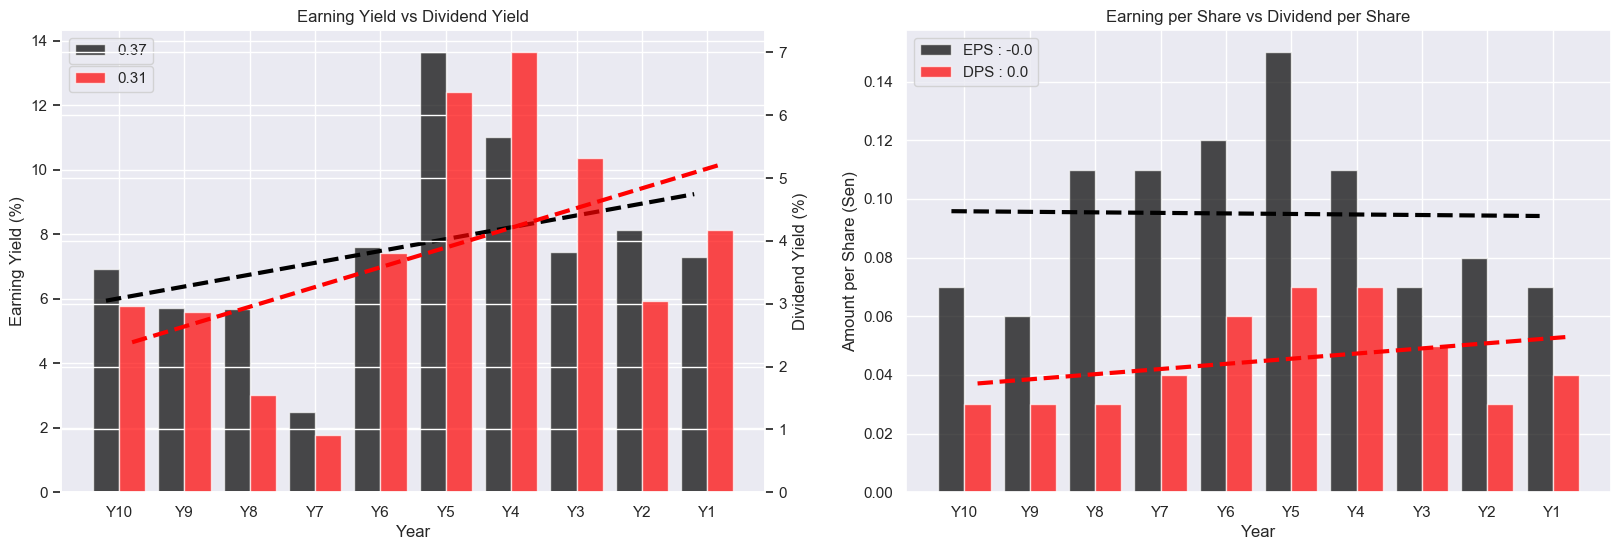 Earning Yield vs Dividend Yield
0.37
0.31
Earning Yield (%)
14
12
10
8
6
4
2
0
7
6
5
4
3
2
1
0
Dividend Yield (%)
Y10 Y9 Y8 Y7 Y6 Y5 Y4 Y3 Y2 Y1
Year
Earning per Share vs Dividend per Share
EPS : -0.0
DPS : 0.0
Amount per Share (Sen)
0.14
0.12
0.10
0.08
0.06
0.04
0.02
0.00
Y10 Y9 Y8 Y7 Y6 Y5 Y4 Y3 Y2 Y1
Year